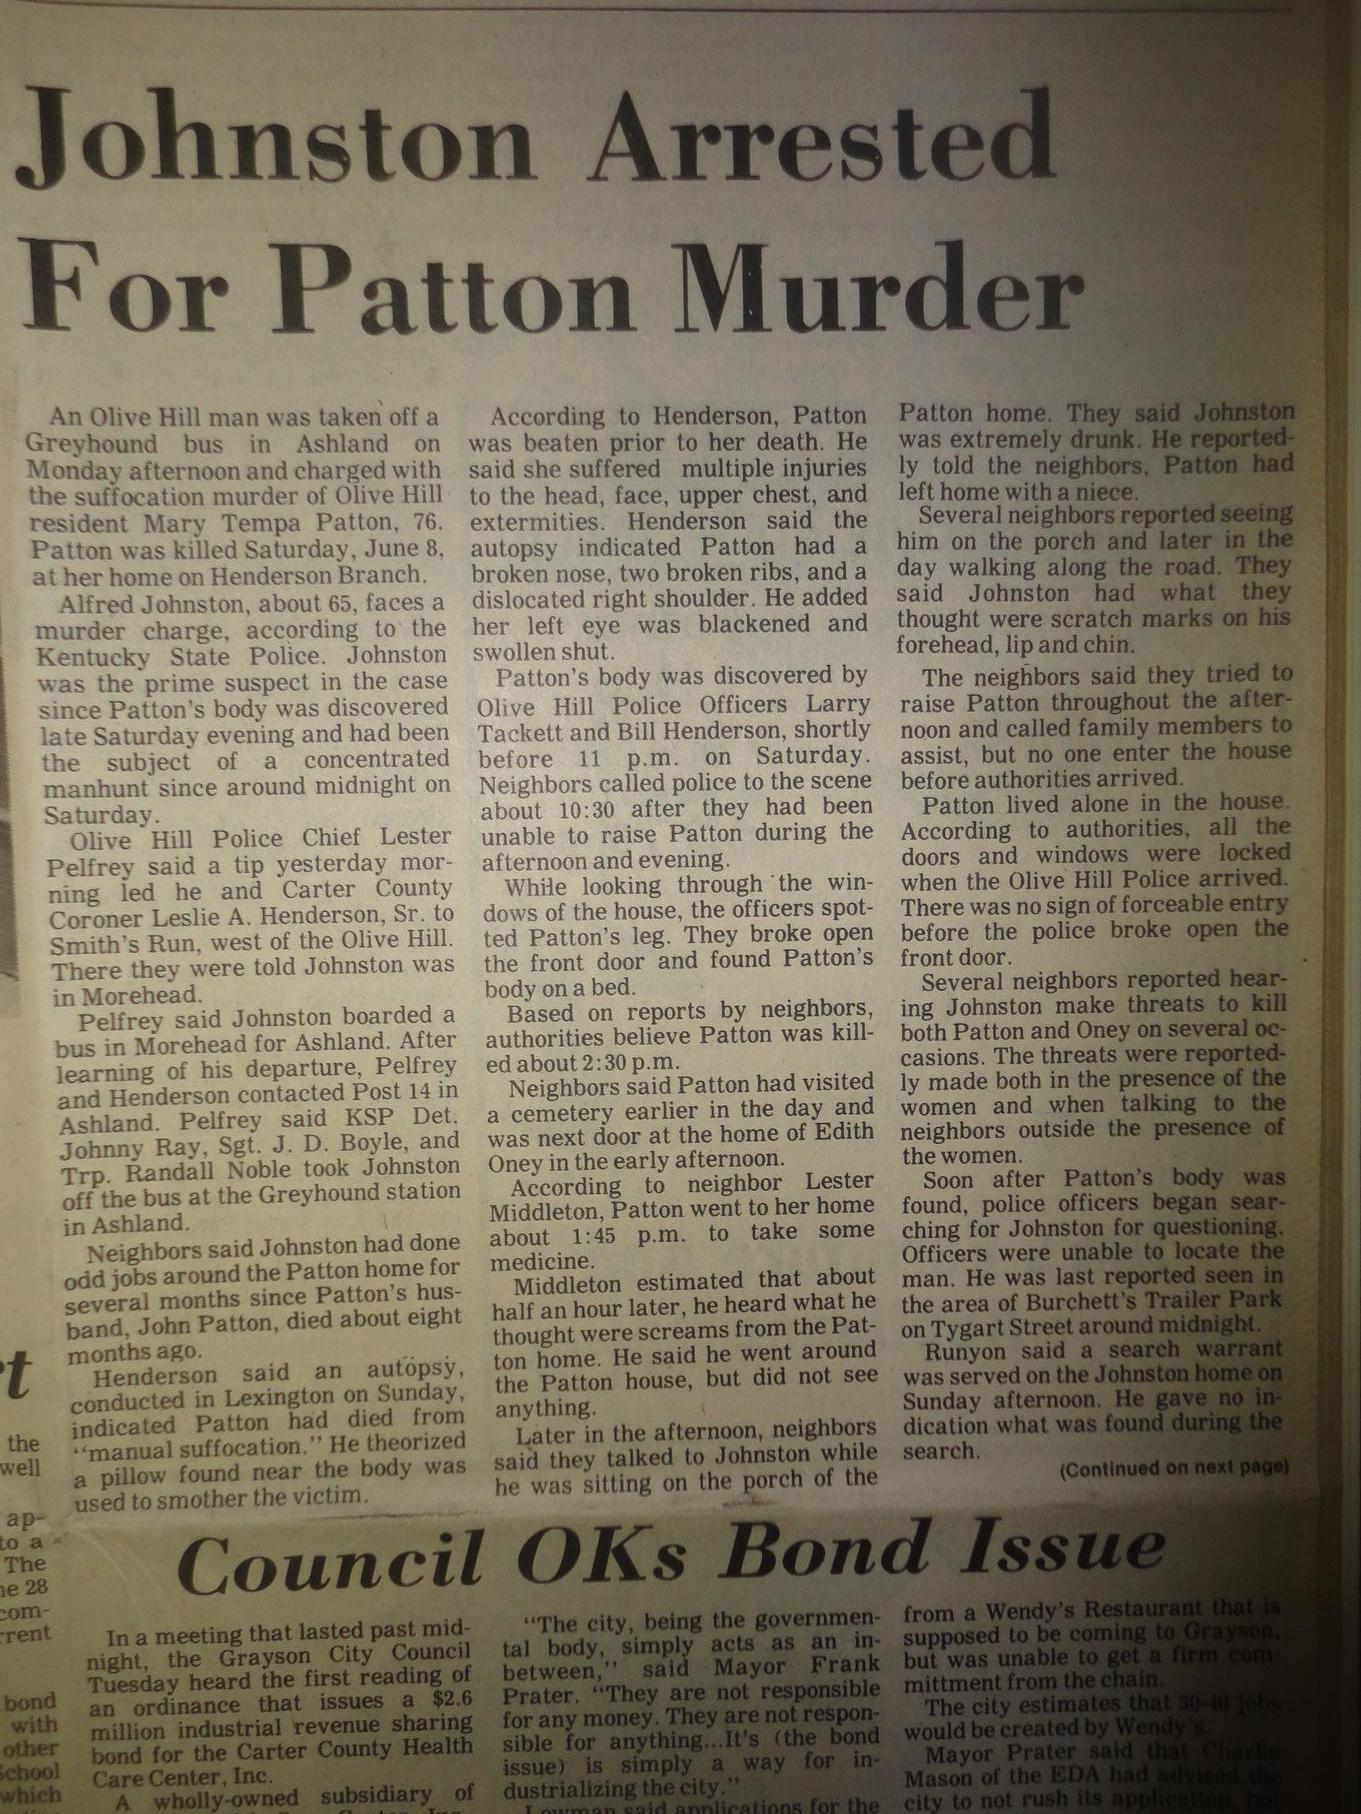 Johnston Arrested
For Patton Murder
An Olive Hill man was taken off a
Greyhound bus in Ashland on
Monday afternoon and charged with
the suffocation murder of Olive Hill
resident Mary Tempa Patton, 76.
Patton was killed Saturday, June 8,
at her home on Henderson Branch.
Alfred Johnston, about 65, faces a
murder charge, according to the
Kentucky State Police. Johnston
was the prime suspect in the case
since Patton's body was discovered
late Saturday evening and had been
the subject of a concentrated
manhunt since around midnight on
Saturday.
Olive Hill Police Chief Lester
Pelfrey said a tip yesterday mor-
ning led he and Carter County
Coroner Leslie A. Henderson, Sr. to
Smith's Run, west of the Olive Hill.
There they were told Johnston was
in Morehead.
Pelfrey said Johnston boarded a
bus in Morehead for Ashland. After
learning of his departure, Pelfrey
and Henderson contacted Post 14 in
Ashland. Pelfrey said KSP Det.
Johnny Ray, Sgt. J. D. Boyle, and
Trp. Randall Noble took Johnston
off the bus at the Greyhound station
in Ashland.
Neighbors said Johnston had done
odd jobs around the Patton home for
several months since Patton's hus-
band, John Patton, died about eight
months ago.
Henderson said an autopsy,
conducted in Lexington on Sunday,
indicated Patton had died from
"manual suffocation." He theorized
a pillow found near the body was
used to smother the victim.
According to Henderson, Patton
was beaten prior to her death. He
said she suffered multiple injuries
to the head, face, upper chest, and
extermities. Henderson said the
autopsy indicated Patton had a
broken nose, two broken ribs, and a
dislocated right shoulder. He added
her left eye was blackened and
swollen shut.
Patton's body was discovered by
Olive Hill Police Officers Larry
Tackett and Bill Henderson, shortly
before 11 p.m. on Saturday.
Neighbors called police to the scene
about 10:30 after they had been
unable to raise Patton during the
afternoon and evening.
While looking through the win-
dows of the house, the officers spot-
ted Patton's leg. They broke open
the front door and found Patton's
body on a bed.
Based on reports by neighbors,
authorities believe Patton was kill-
ed about 2:30 p.m.
Neighbors said Patton had visited
a cemetery earlier in the day and
was next door at the home of Edith
Oney in the early afternoon.
According to neighbor Lester
Middleton, Patton went to her home
about 1:45 p.m. to take some
medicine.
Middleton estimated that about
half an hour later, he heard what he
thought were screams from the Pat-
ton home. He said he went around
the Patton house, but did not see
anything.
Later in the afternoon, neighbors
said they talked to Johnston while
he was sitting on the porch of the
Patton home. They said Johnston
was extremely drunk. He reported-
ly told the neighbors, Patton had
left home with a niece.
Several neighbors reported seeing
him on the porch and later in the
day walking along the road. They
said Johnston had what they
thought were scratch marks on his
forehead, lip and chin.
The neighbors said they tried to
raise Patton throughout the after-
noon and called family members to
assist, but no one enter the house
before authorities arrived.
Patton lived alone in the house.
According to authorities, all the
doors and windows were locked
when the Olive Hill Police arrived.
There was no sign of forceable entry
before the police broke open the
front door.
Several neighbors reported hear-
ing Johnston make threats to kill
both Patton and Oney on several oc-
casions. The threats were reported-
ly made both in the presence of the
women and when talking to the
neighbors outside the presence of
the women.
Soon after Patton's body was
found, police officers began sear-
ching for Johnston for questioning.
Officers were unable to locate the
man. He was last reported seen in
the area of Burchett's Trailer Park
on Tygart Street around midnight.
Runyon said a search warrant
was served on the Johnston home on
Sunday afternoon. He gave no in-
dication what was found during the
search.
(Continued on next page)
the
well
ap-
to a
The
28
com-
rent
bond
with
other
School
which
Council OKs Bond Issue
In a meeting that lasted past mid-
night, the Grayson City Council
Tuesday heard the first reading of
an ordinance that issues a $2.6
million industrial revenue sharing
bond for the Carter County Health
Care Center, Inc.
A wholly-owned subsidiary of
"The city, being the governmen-
tal body, simply acts as an in-
between," said Mayor Frank
Prater. "They are not responsible
for any money. They are not respon-
sible for anything...It's (the bond
issue) is simply a way for in-
dustrializing the city."
Lowman said applications for the
from a Wendy's Restaurant that is
supposed to be coming to Grayson,
but was unable to get a firm com-
mittment from the chain.
The city estimates that 30-40 jobs
would be created by Wendy's.
Mayor Prater said that Charlie
Mason of the EDA had advised the
city to not rush its application, but